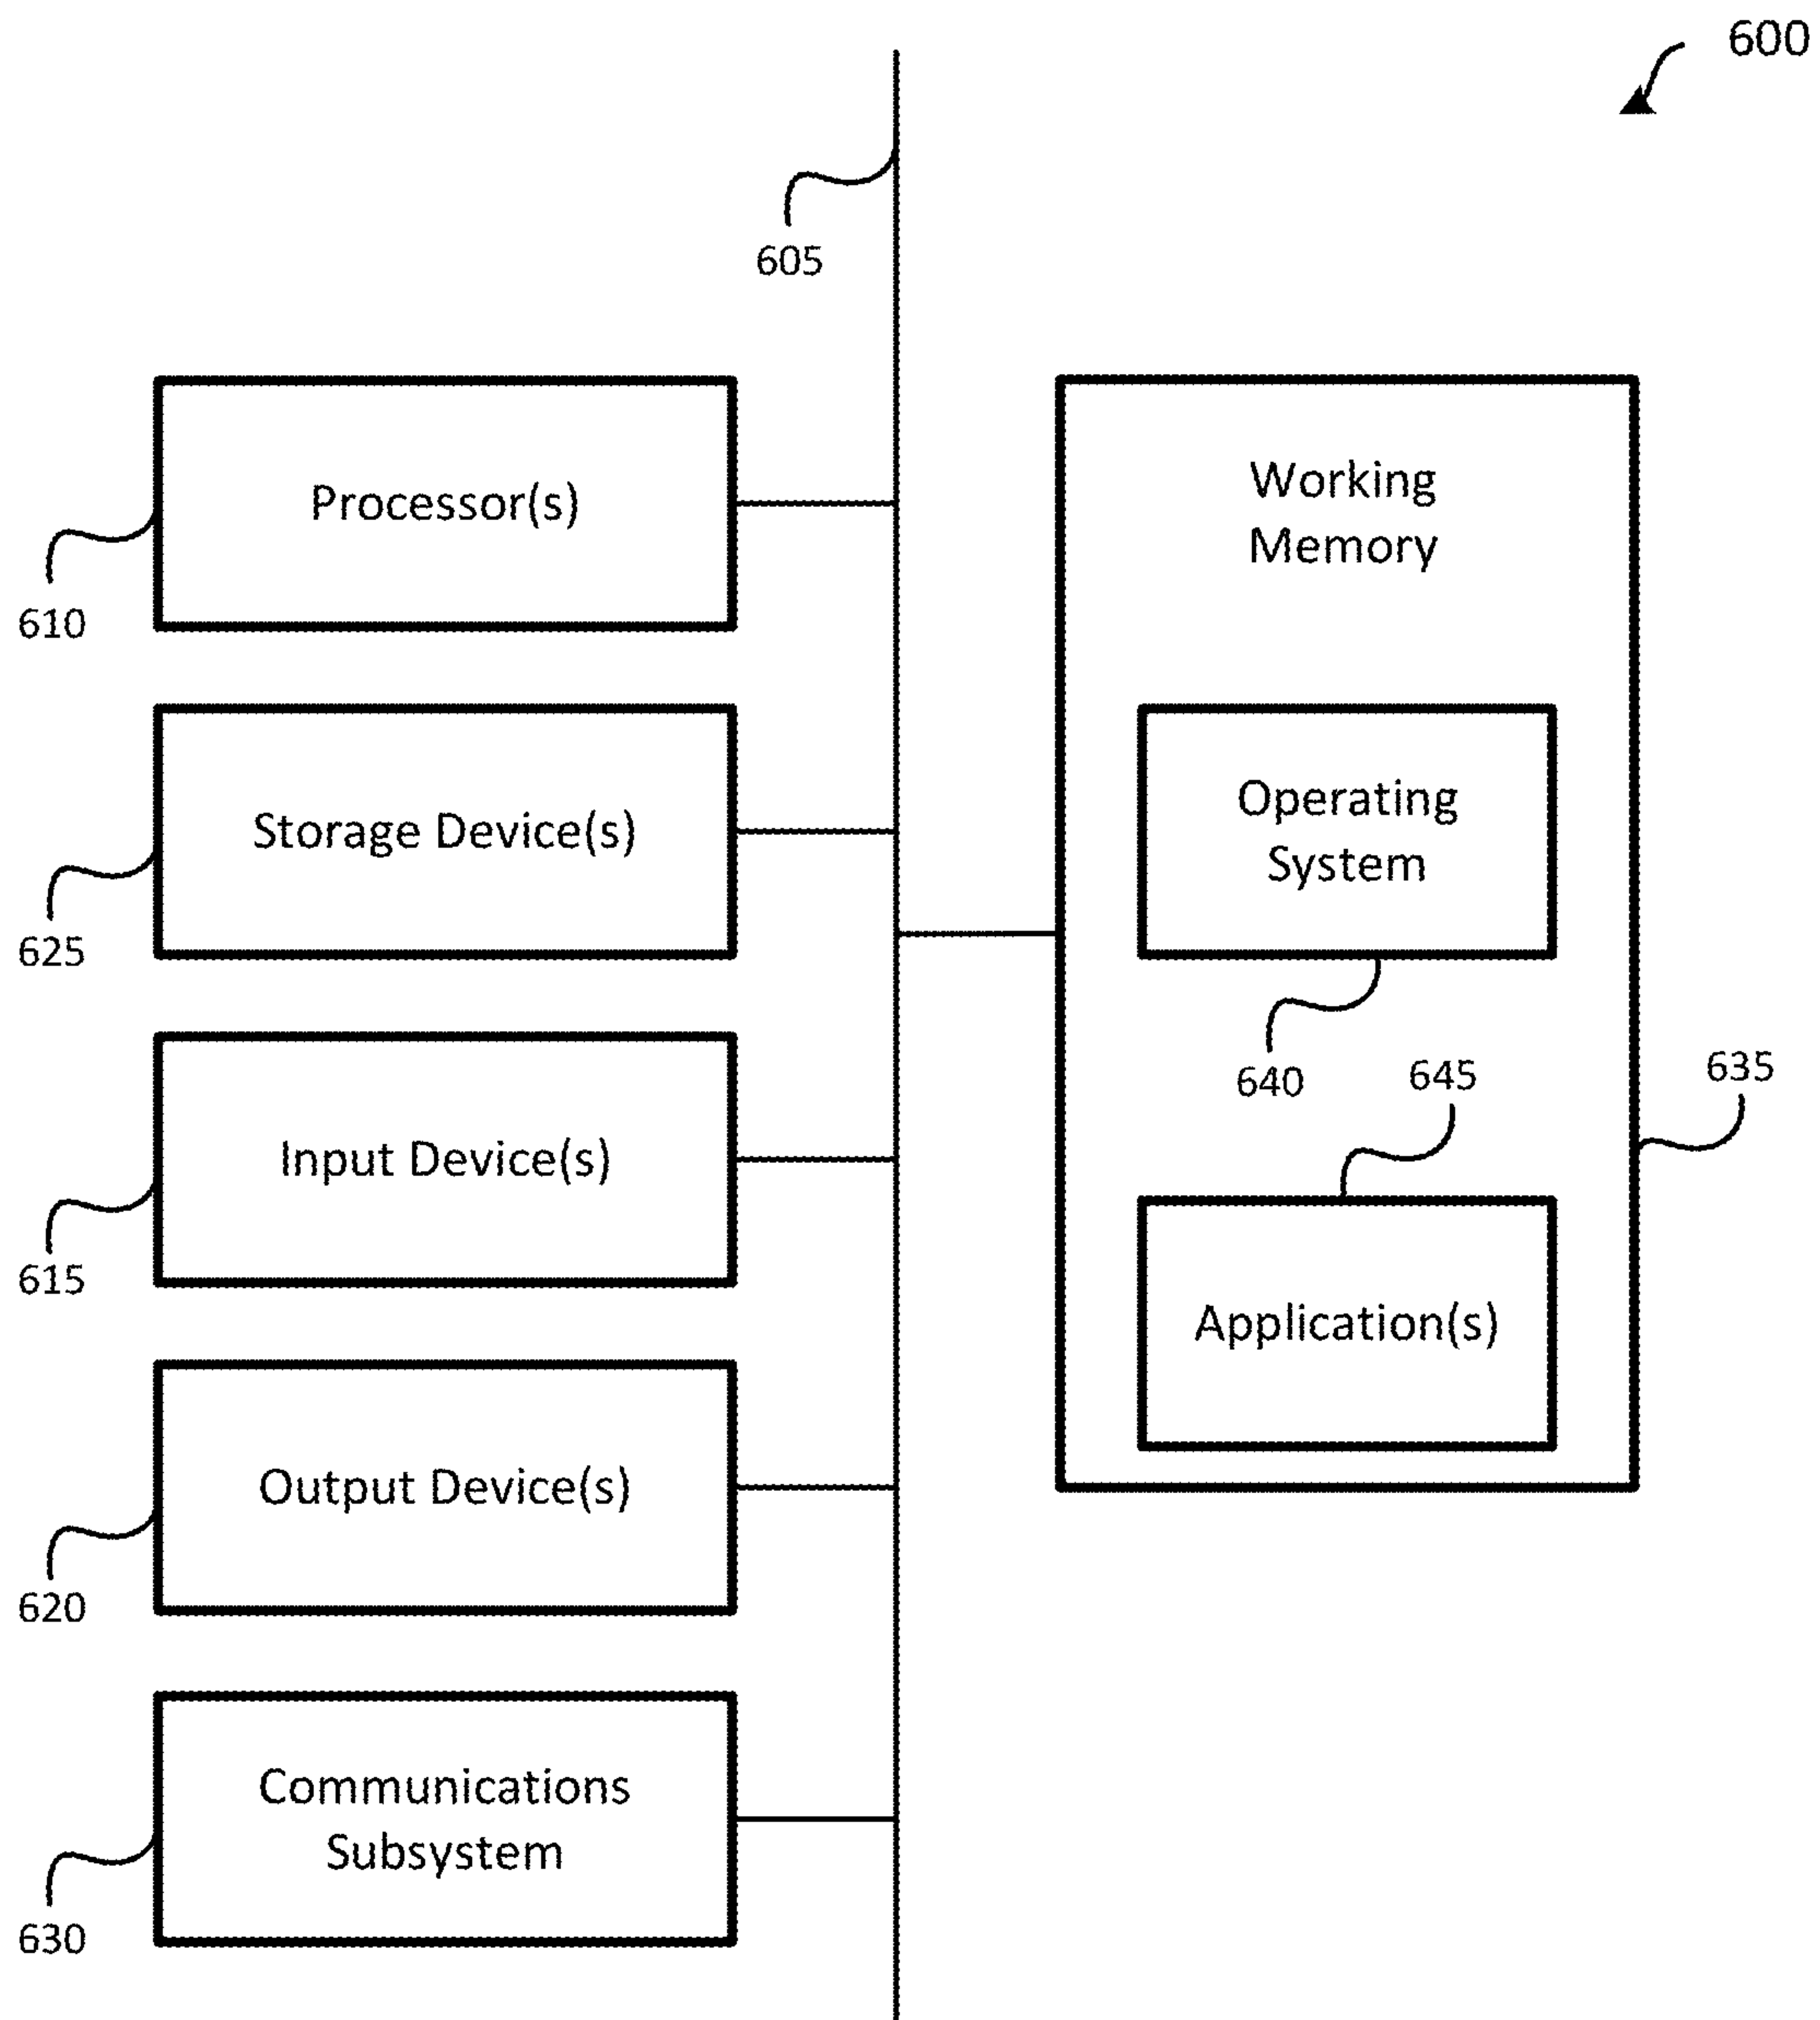 600
605
Processor(s)
610
Storage Device(s)
625
Input Device(s)
615
Output Device(s)
620
Communications
Subsystem
630
Working
Memory
Operating
System
640
645
635
Application(s)